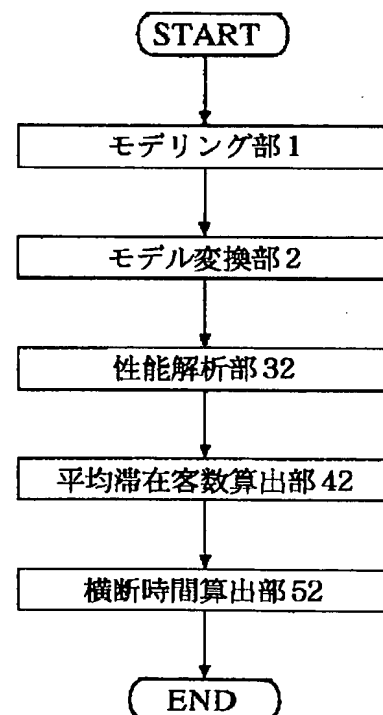 START
モデリング部1
モデル変換部2
性能解析部32
平均滞在客数算出部42
横断時間算出部52
END